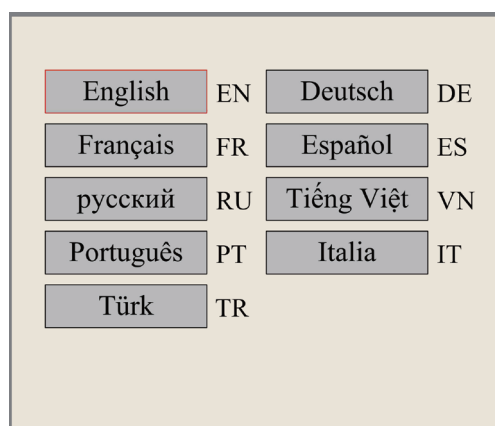 English EN Deutsch DE
Français FR Español ES
русский RU Tiếng Việt VN
Português PT Italia IT
Türk TR